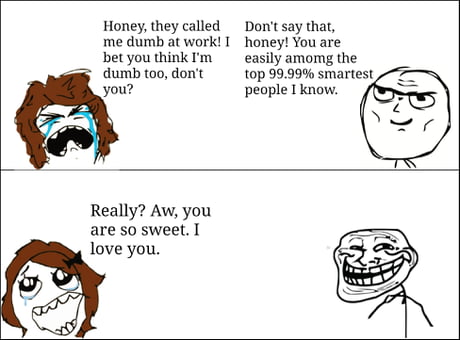 Honey, they called
me dumb at work! I
bet you think I'm
dumb too, don't
you?
Don't say that,
honey! You are
easily amomg the
top 99.99% smartest
people I know.
Really? Aw, you
are so sweet. I
love you.